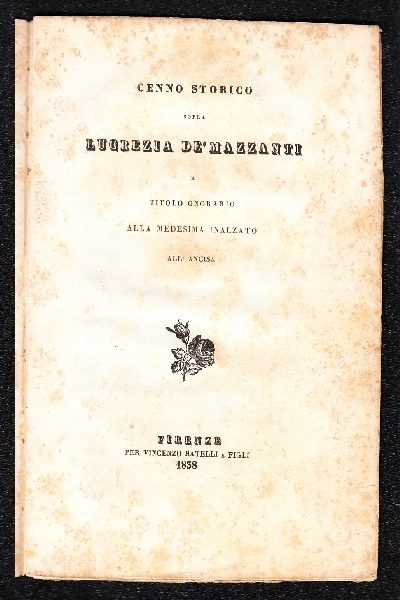 CENNO STORICO
SOPRA
LUCREZIA DE' MAZZANTI
E
TITOLO ONORARIO
ALLA MEDESIMA INALZATO
ALL' ANCISA
FIRENZE
PER VINCENZO BATELLI E FIGLI
1838